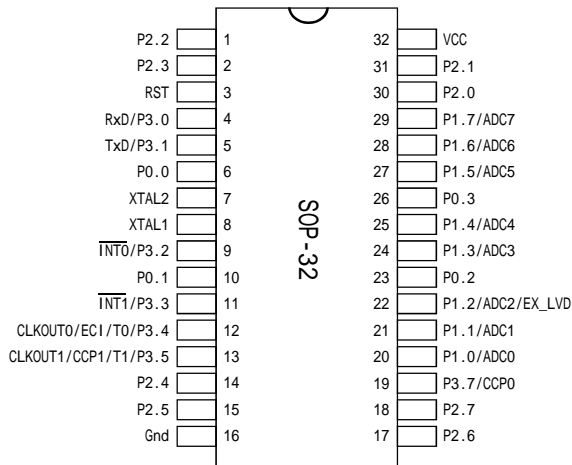 P2.2 1 32 VCC
P2.3 2 31 P2.1
RST 3 30 P2.0
RxD/P3.0 4 29 P1.7/ADC7
TxD/P3.1 5 28 P1.6/ADC6
P0.0 6 27 P1.5/ADC5
XTAL2 7 26 P0.3
XTAL1 8 25 P1.4/ADC4
INT0/P3.2 9 24 P1.3/ADC3
P0.1 10 23 P0.2
INT1/P3.3 11 22 P1.2/ADC2/EX_LVD
CLKOUT0/ECI/T0/P3.4 12 21 P1.1/ADC1
CLKOUT1/CCP1/T1/P3.5 13 20 P1.0/ADC0
P2.4 14 19 P3.7/CCP0
P2.5 15 18 P2.7
Gnd 16 17 P2.6
SOP-32